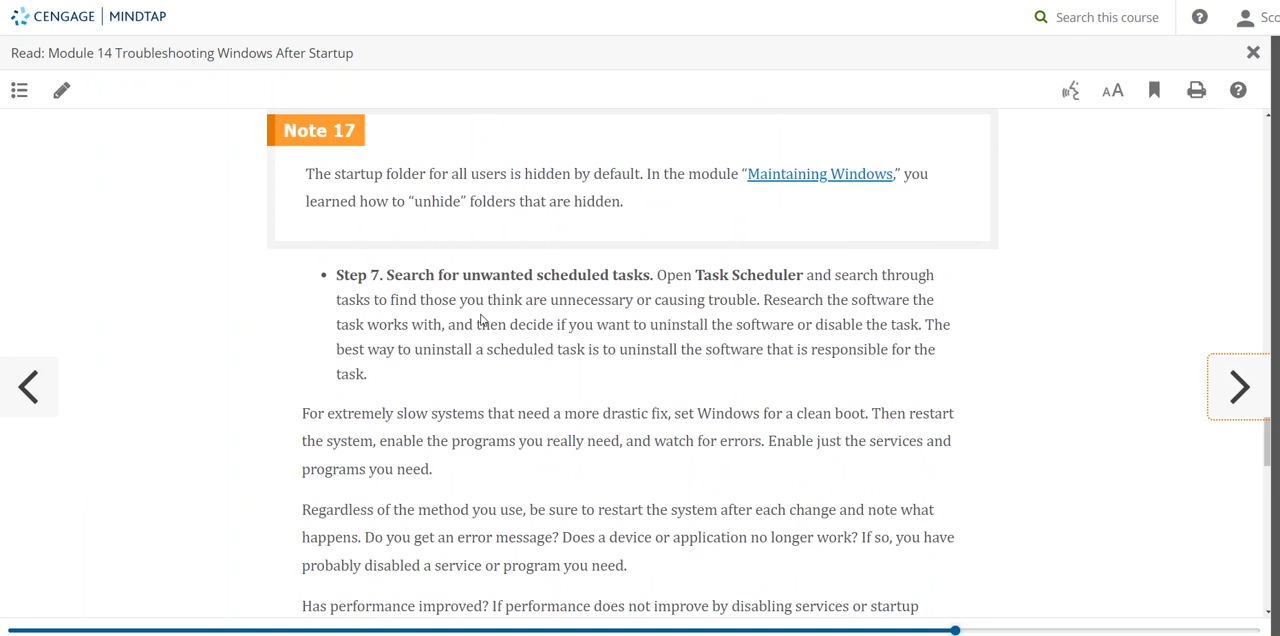 CENGAGE | MINDTAP
Search this course
Sco
Read: Module 14 Troubleshooting Windows After Startup
AA
Note 17
The startup folder for all users is hidden by default. In the module “Maintaining Windows,” you
learned how to “unhide” folders that are hidden.
• Step 7. Search for unwanted scheduled tasks. Open Task Scheduler and search through
tasks to find those you think are unnecessary or causing trouble. Research the software the
task works with, and then decide if you want to uninstall the software or disable the task. The
best way to uninstall a scheduled task is to uninstall the software that is responsible for the
task.
For extremely slow systems that need a more drastic fix, set Windows for a clean boot. Then restart
the system, enable the programs you really need, and watch for errors. Enable just the services and
programs you need.
Regardless of the method you use, be sure to restart the system after each change and note what
happens. Do you get an error message? Does a device or application no longer work? If so, you have
probably disabled a service or program you need.
Has performance improved? If performance does not improve by disabling services or startup